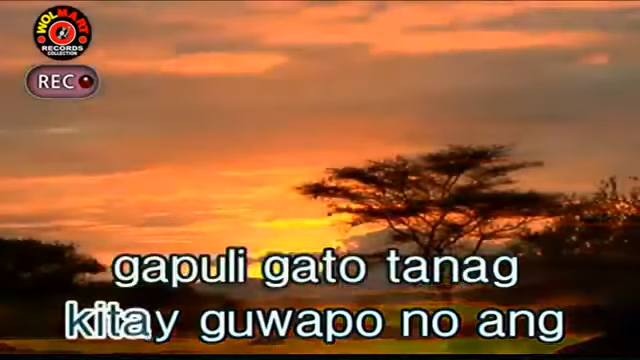 WOLMART
RECORDS
COLLECTION
REC
gapuli gato tanag
kitay guwapo no ang